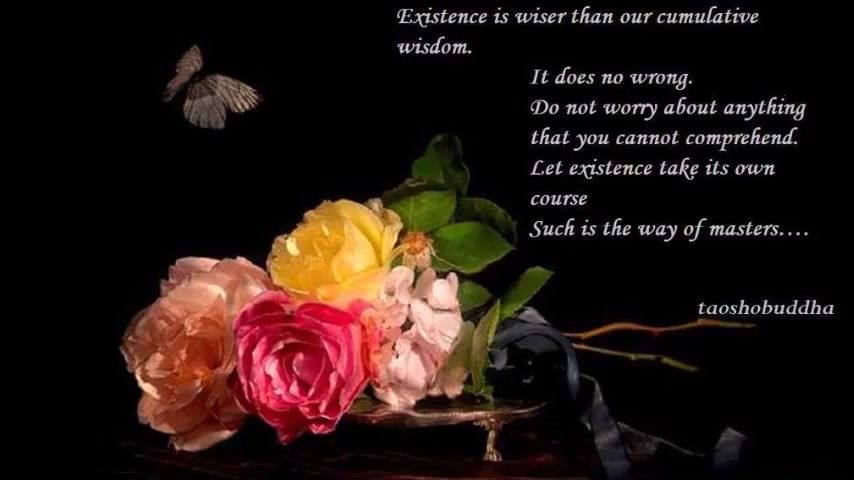 Existence is wiser than our cumulative
wisdom.
It does no wrong.
Do not worry about anything
that you cannot comprehend.
Let existence take its own
course
Such is the way of masters....
taoshobuddha